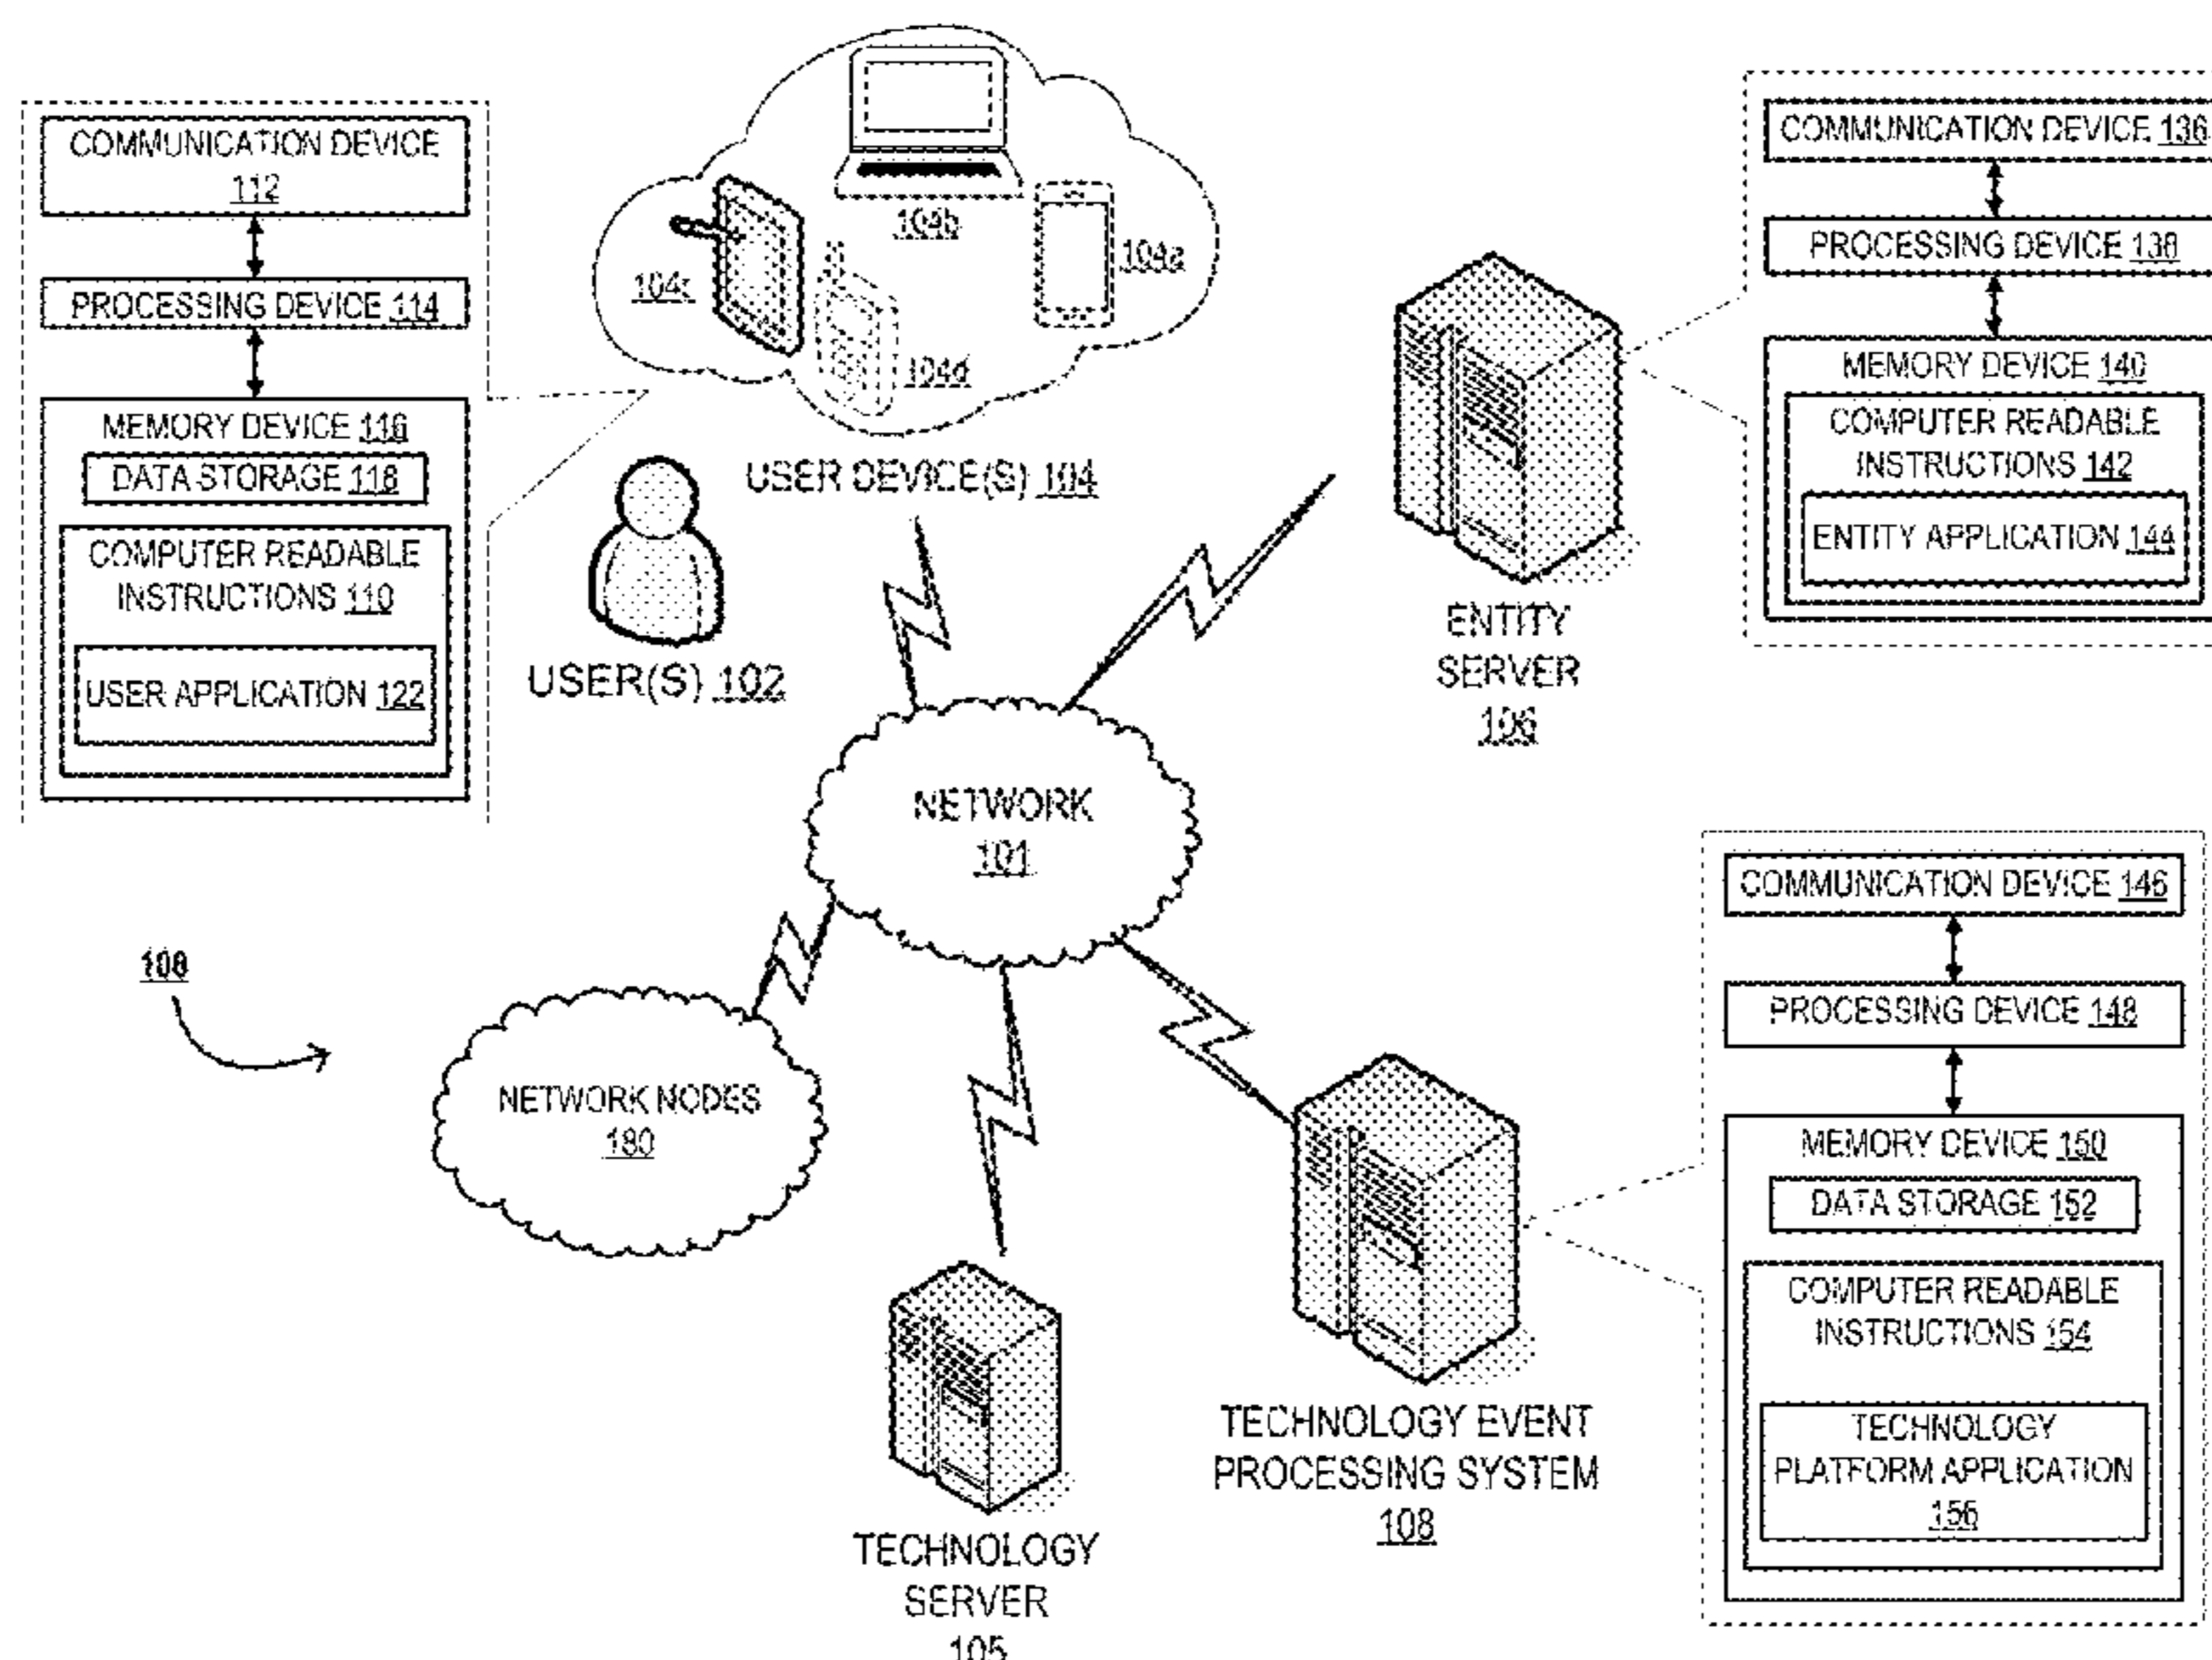 COMMUNICATION DEVICE
112
PROCESSING DEVICE 114
MEMORY DEVICE 116
DATA STORAGE 118
COMPUTER READABLE
INSTRUCTIONS 110
USER APPLICATION 122
104b
104a
104c
104d
USER DEVICE(S) 104
USER(S) 102
COMMUNICATION DEVICE 136
PROCESSING DEVICE 138
MEMORY DEVICE 140
COMPUTER READABLE
INSTRUCTIONS 142
ENTITY APPLICATION 144
ENTITY
SERVER
106
NETWORK
101
100
NETWORK NODES
180
TECHNOLOGY
SERVER
105
TECHNOLOGY EVENT
PROCESSING SYSTEM
108
COMMUNICATION DEVICE 146
PROCESSING DEVICE 148
MEMORY DEVICE 150
DATA STORAGE 152
COMPUTER READABLE
INSTRUCTIONS 154
TECHNOLOGY
PLATFORM APPLICATION
156